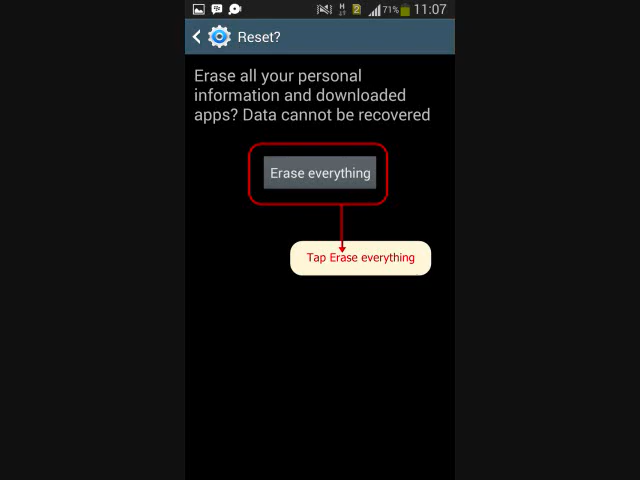 H 2 71% 11:07
Reset?
Erase all your personal
information and downloaded
apps? Data cannot be recovered
Erase everything
Tap Erase everything